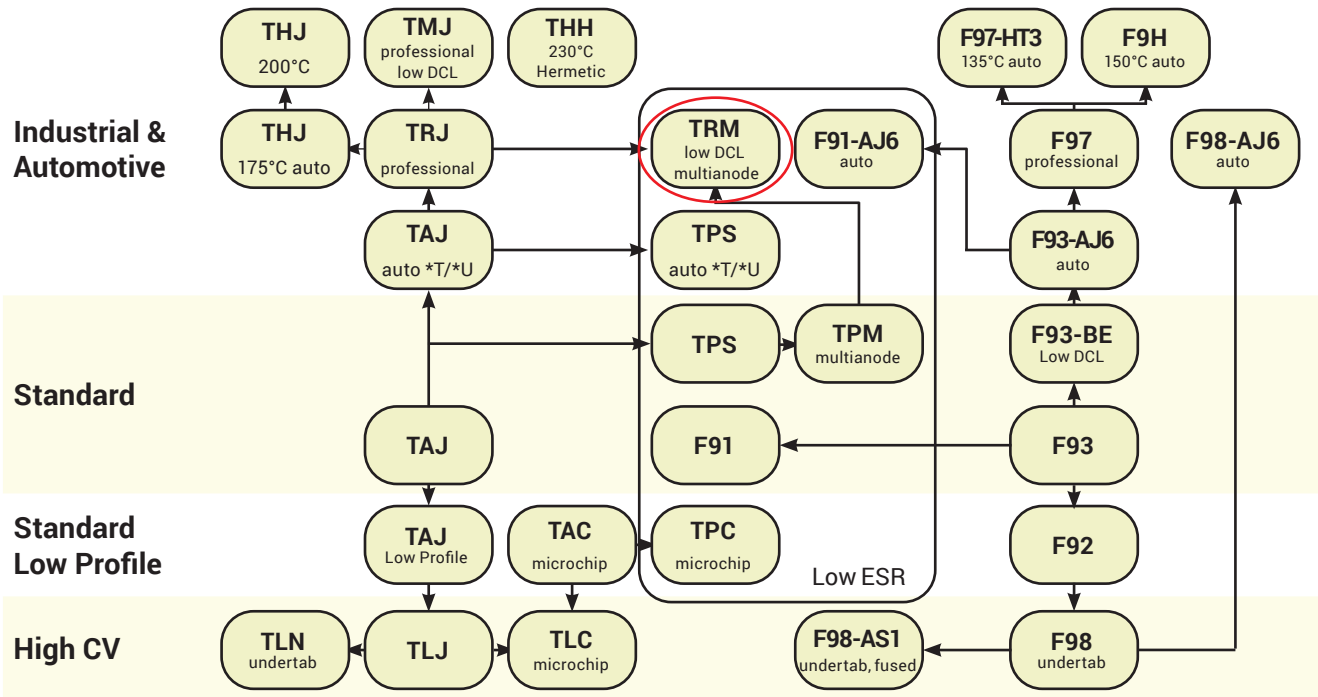 THJ
200°C
TMJ
professional
low DCL
THH
230°C
Hermetic
F97-HT3
135°C auto
F9H
150°C auto
Industrial &
Automotive
THJ
175°C auto
TRJ
professional
TRM
low DCL
multianode
F91-AJ6
auto
F97
professional
F98-AJ6
auto
TAJ
auto *T/*U
TPS
auto *T/*U
F93-AJ6
auto
Standard
TPS
TPM
multianode
F93-BE
Low DCL
TAJ
F91
F93
Standard
Low Profile
TAJ
Low Profile
TAC
microchip
TPC
microchip
Low ESR
F92
High CV
TLN
undertab
TLJ
TLC
microchip
F98-AS1
undertab, fused
F98
undertab